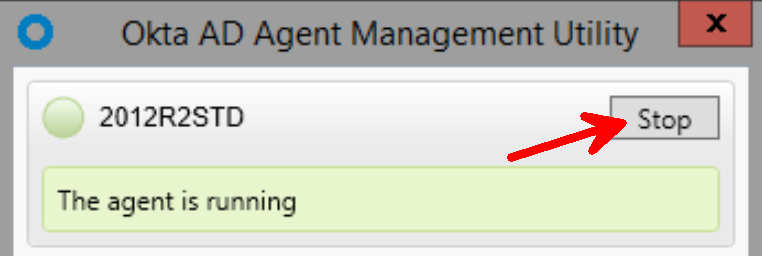 Okta AD Agent Management Utility
x
2012R2STD
Stop
The agent is running